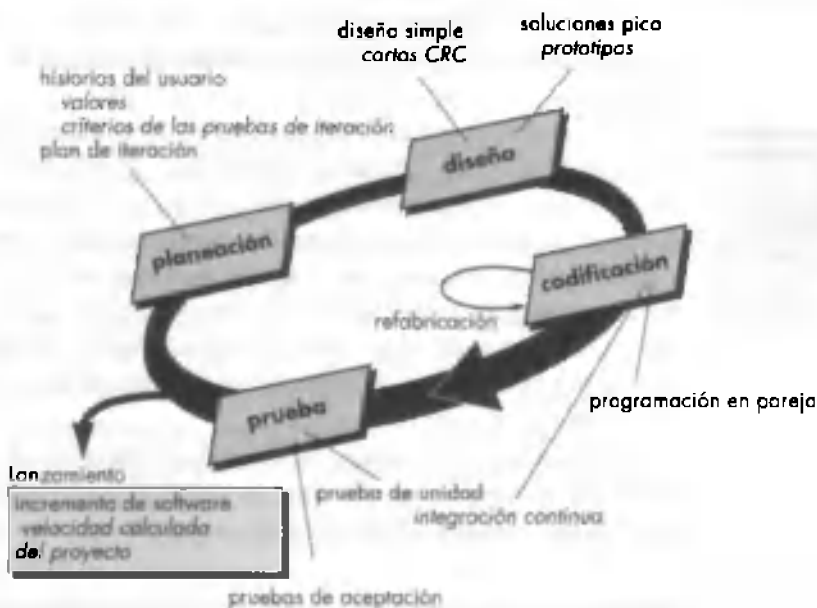 diseño simple
cartas CRC
soluciones pico
prototipos
historias del usuario
valores
criterios de las pruebas de iteración
plan de iteración
diseño
planeación
codificación
refabricación
prueba
programación en pareja
lanzamiento
incremento de software
velocidad calculada
del proyecto
prueba de unidad
integración continua
pruebas de aceptación